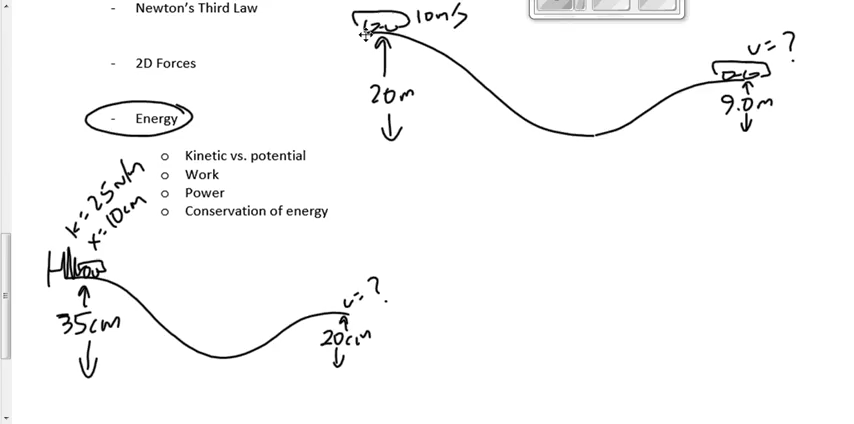 - Newton's Third Law
- 2D Forces
- Energy
o Kinetic vs. potential
o Work
o Power
o Conservation of energy
10m/s
20m
v=?
9.0m
k=25N/m
x=10cm
35cm
v=?
20cm